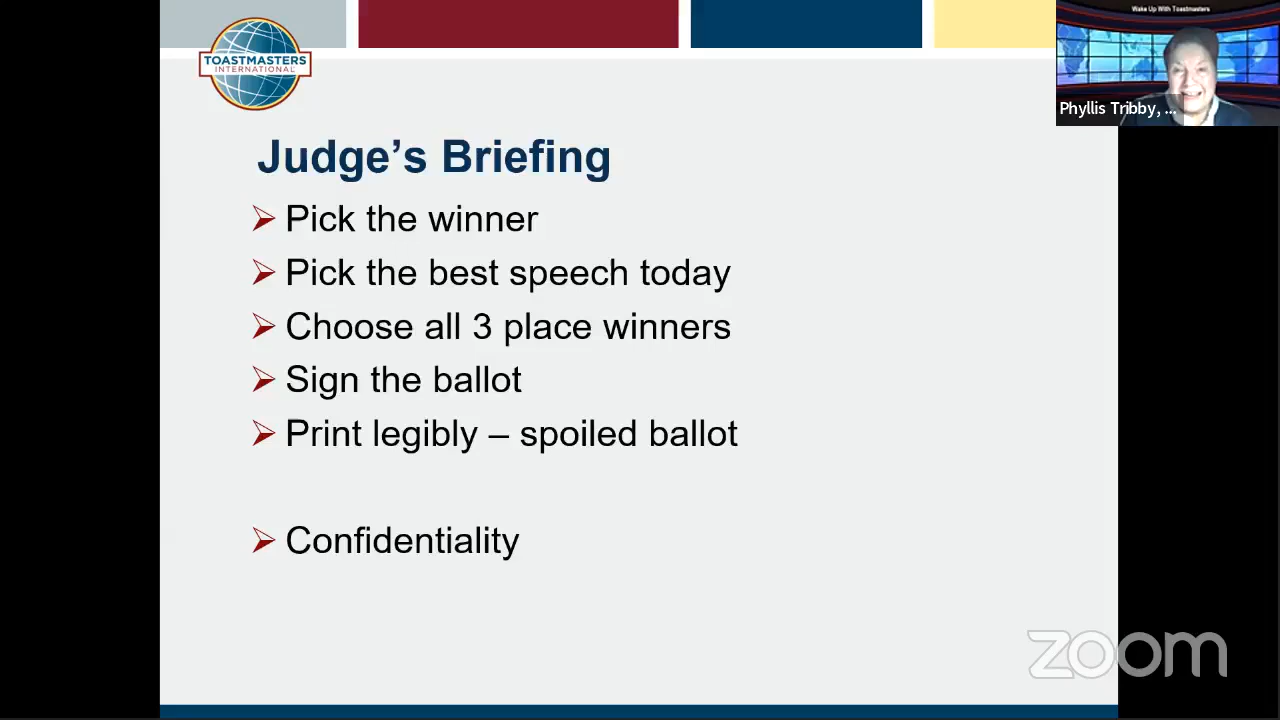 Wake Up With Toastmasters
TOASTMASTERS
INTERNATIONAL
Phyllis Tribby, ...
Judge’s Briefing
Pick the winner
Pick the best speech today
Choose all 3 place winners
Sign the ballot
Print legibly – spoiled ballot
Confidentiality
zoom